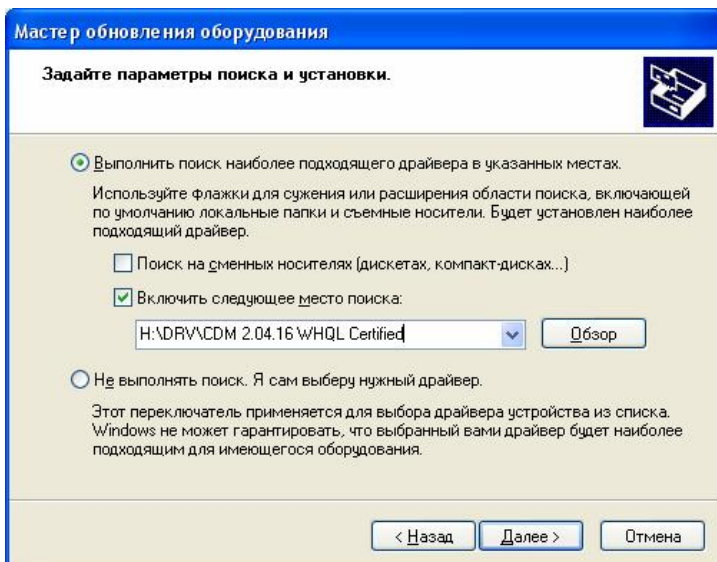 Мастер обновления оборудования
Задайте параметры поиска и установки.
Выполнить поиск наиболее подходящего драйвера в указанных местах.
Используйте флажки для сужения или расширения области поиска, включающей
по умолчанию локальные папки и съемные носители. Будет установлен наиболее
подходящий драйвер.
Поиск на сменных носителях (дискетах, компакт-дисках...)
Включить следующее место поиска:
H:\DRV\CDM 2.04.16 WHQL Certified
Обзор
Не выполнять поиск. Я сам выберу нужный драйвер.
Этот переключатель применяется для выбора драйвера устройства из списка.
Windows не может гарантировать, что выбранный вами драйвер будет наиболее
подходящим для имеющегося оборудования.
< Назад Далее > Отмена